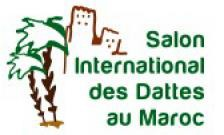 Salon
International
des Dattes
au Maroc